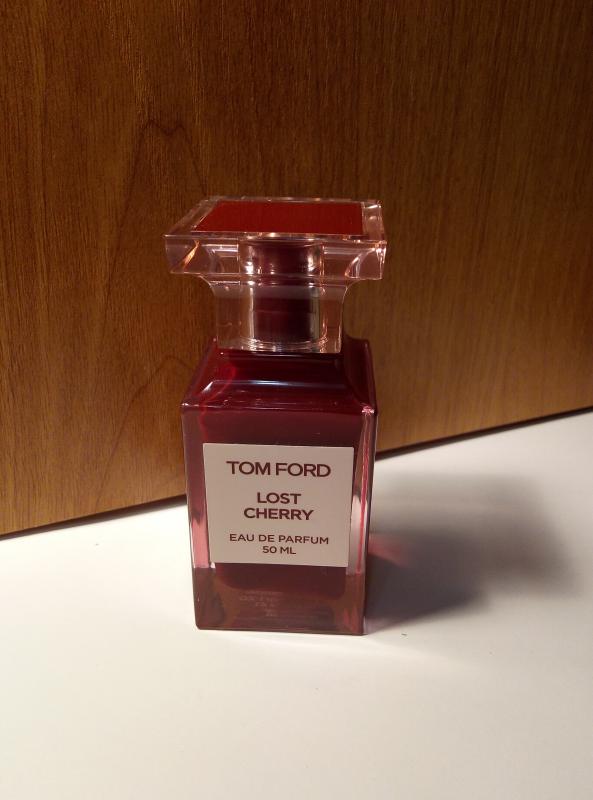 TOM FORD
LOST
CHERRY
EAU DE PARFUM
50 ML